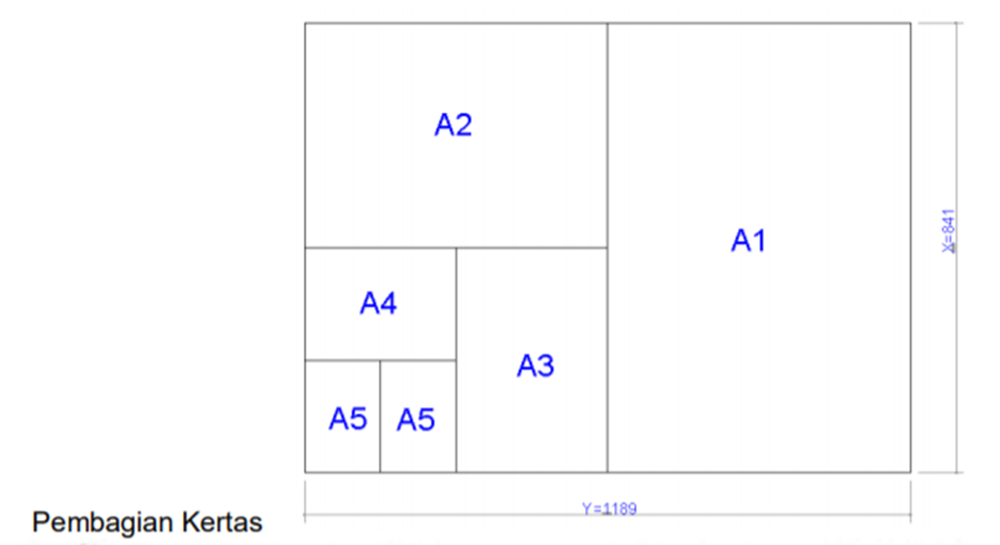 A2
A1
X=841
A4
A3
A5 A5
Y=1189
Pembagian Kertas